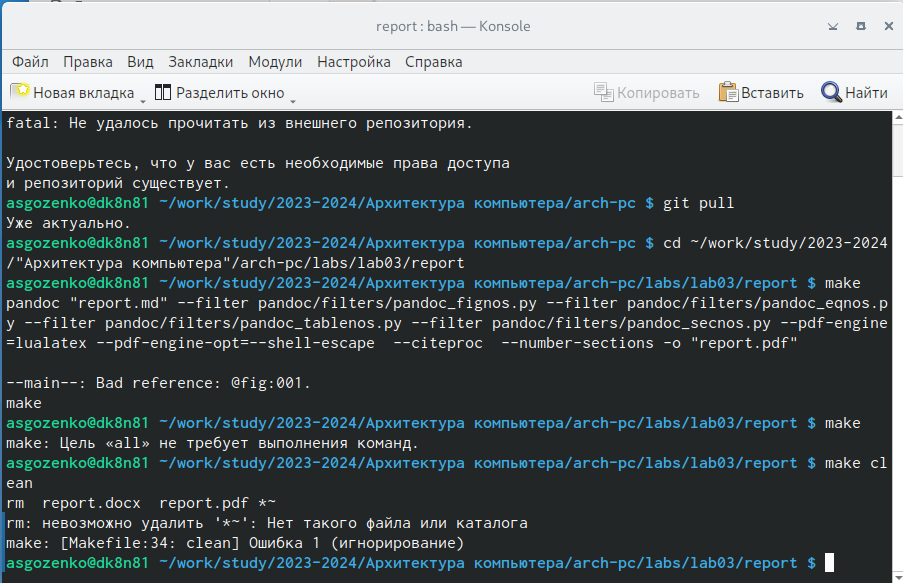 report : bash — Konsole
Файл Правка Вид Закладки Модули Настройка Справка
Новая вкладка Разделить окно Копировать Вставить Найти
fatal: Не удалось прочитать из внешнего репозитория.
Удостоверьтесь, что у вас есть необходимые права доступа
и репозиторий существует.
asgozenko@dk8n81 ~/work/study/2023-2024/Архитектура компьютера/arch-pc $ git pull
Уже актуально.
asgozenko@dk8n81 ~/work/study/2023-2024/Архитектура компьютера/arch-pc $ cd ~/work/study/2023-2024
/"Архитектура компьютера"/arch-pc/labs/lab03/report
asgozenko@dk8n81 ~/work/study/2023-2024/Архитектура компьютера/arch-pc/labs/lab03/report $ make
pandoc "report.md" --filter pandoc/filters/pandoc_fignos.py --filter pandoc/filters/pandoc_eqnos.p
y --filter pandoc/filters/pandoc_tablenos.py --filter pandoc/filters/pandoc_secnos.py --pdf-engine
=lualatex --pdf-engine-opt=--shell-escape  --citeproc  --number-sections -o "report.pdf"
--main--: Bad reference: @fig:001.
make
asgozenko@dk8n81 ~/work/study/2023-2024/Архитектура компьютера/arch-pc/labs/lab03/report $ make
make: Цель «all» не требует выполнения команд.
asgozenko@dk8n81 ~/work/study/2023-2024/Архитектура компьютера/arch-pc/labs/lab03/report $ make cl
ean
rm  report.docx  report.pdf *~
rm: невозможно удалить '*~': Нет такого файла или каталога
make: [Makefile:34: clean] Ошибка 1 (игнорирование)
asgozenko@dk8n81 ~/work/study/2023-2024/Архитектура компьютера/arch-pc/labs/lab03/report $